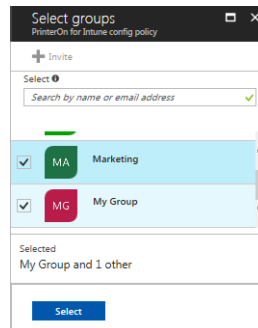 Select groups
PrinterOn for Intune config policy
Invite
Select
Search by name or email address
MA Marketing
MG My Group
Selected
My Group and 1 other
Select